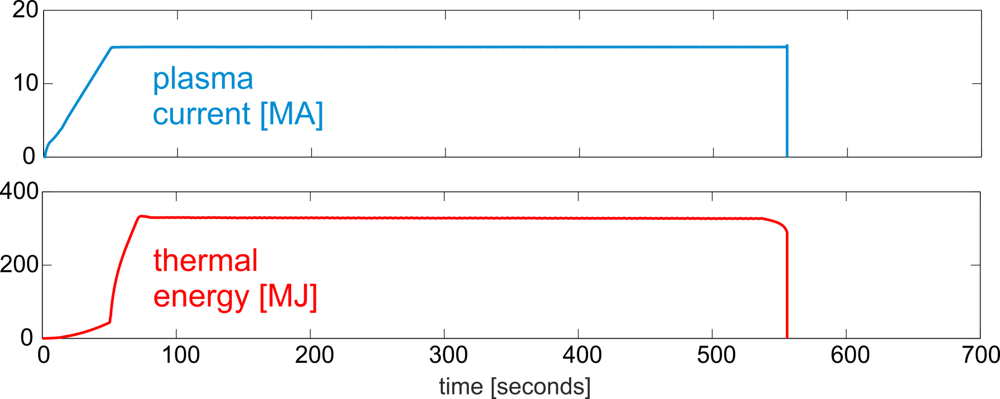 20
10
0
plasma
current [MA]
400
200
0
thermal
energy [MJ]
0 100 200 300 400 500 600 700
time [seconds]